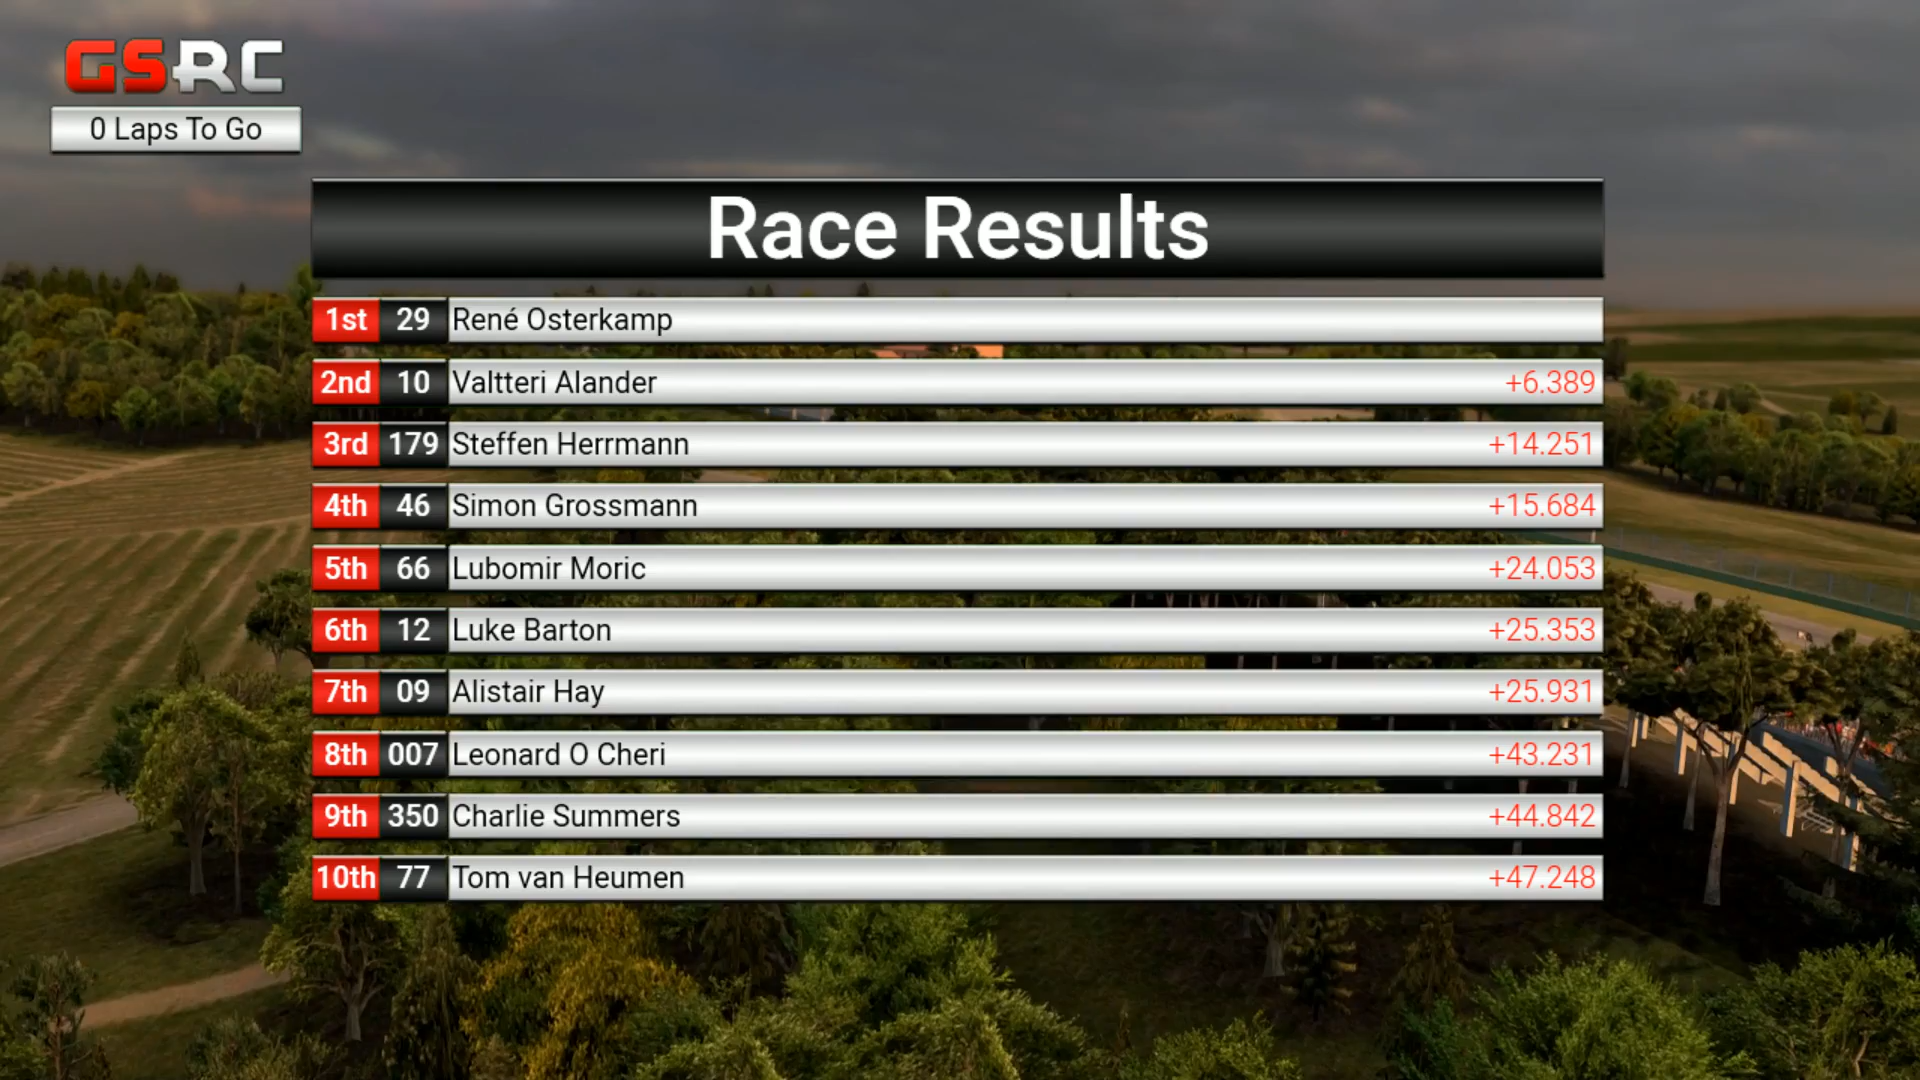 GSRC
0 Laps To Go
Race Results
1st 29 René Osterkamp
2nd 10 Valtteri Alander +6.389
3rd 179 Steffen Herrmann +14.251
4th 46 Simon Grossmann +15.684
5th 66 Lubomir Moric +24.053
6th 12 Luke Barton +25.353
7th 09 Alistair Hay +25.931
8th 007 Leonard O Cheri +43.231
9th 350 Charlie Summers +44.842
10th 77 Tom van Heumen +47.248